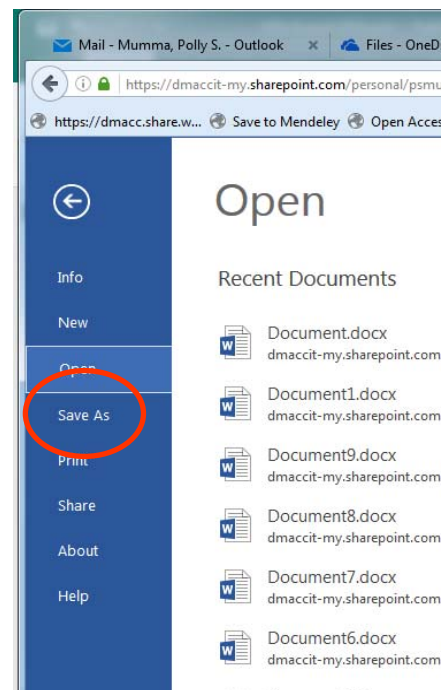 Mail - Mumma, Polly S. - Outlook × Files - OneD
https://dmaccit-my.sharepoint.com/personal/psmu
https://dmacc.share.w... Save to Mendeley Open Acces
Open
Info
New
Open
Save As
Print
Share
About
Help
Recent Documents
Document.docx
dmaccit-my.sharepoint.com
Document1.docx
dmaccit-my.sharepoint.com
Document9.docx
dmaccit-my.sharepoint.com
Document8.docx
dmaccit-my.sharepoint.com
Document7.docx
dmaccit-my.sharepoint.com
Document6.docx
dmaccit-my.sharepoint.com